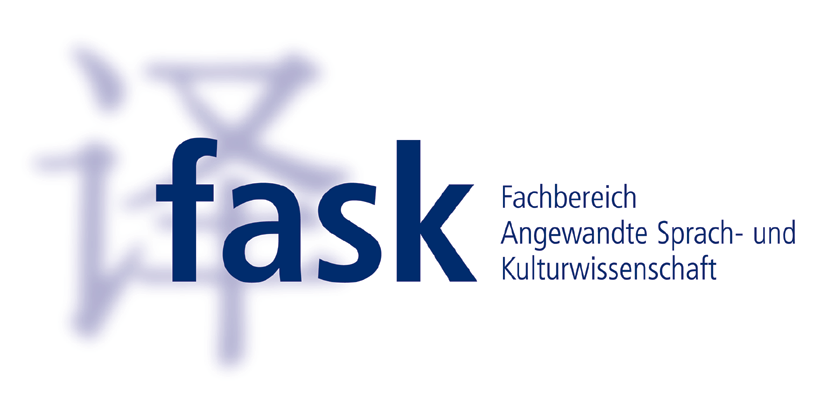 译
fask
Fachbereich
Angewandte Sprach- und
Kulturwissenschaft